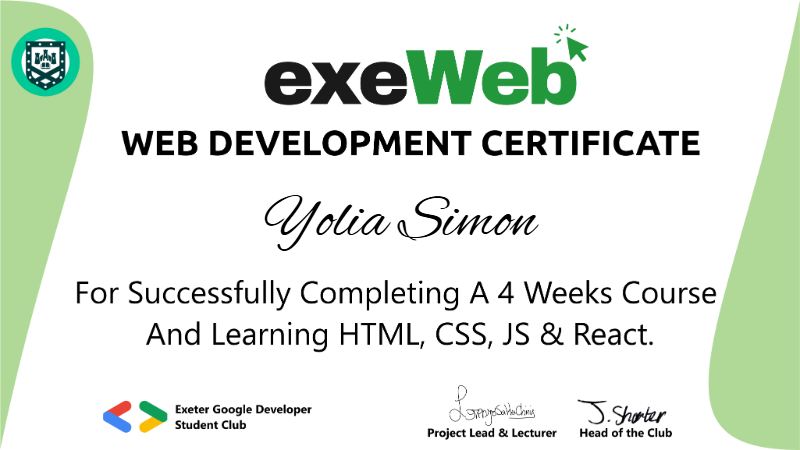 exeWeb
WEB DEVELOPMENT CERTIFICATE
Yolia Simon
For Successfully Completing A 4 Weeks Course
And Learning HTML, CSS, JS & React.
Exeter Google Developer
Student Club
J. Shorter
Project Lead & Lecturer
Head of the Club